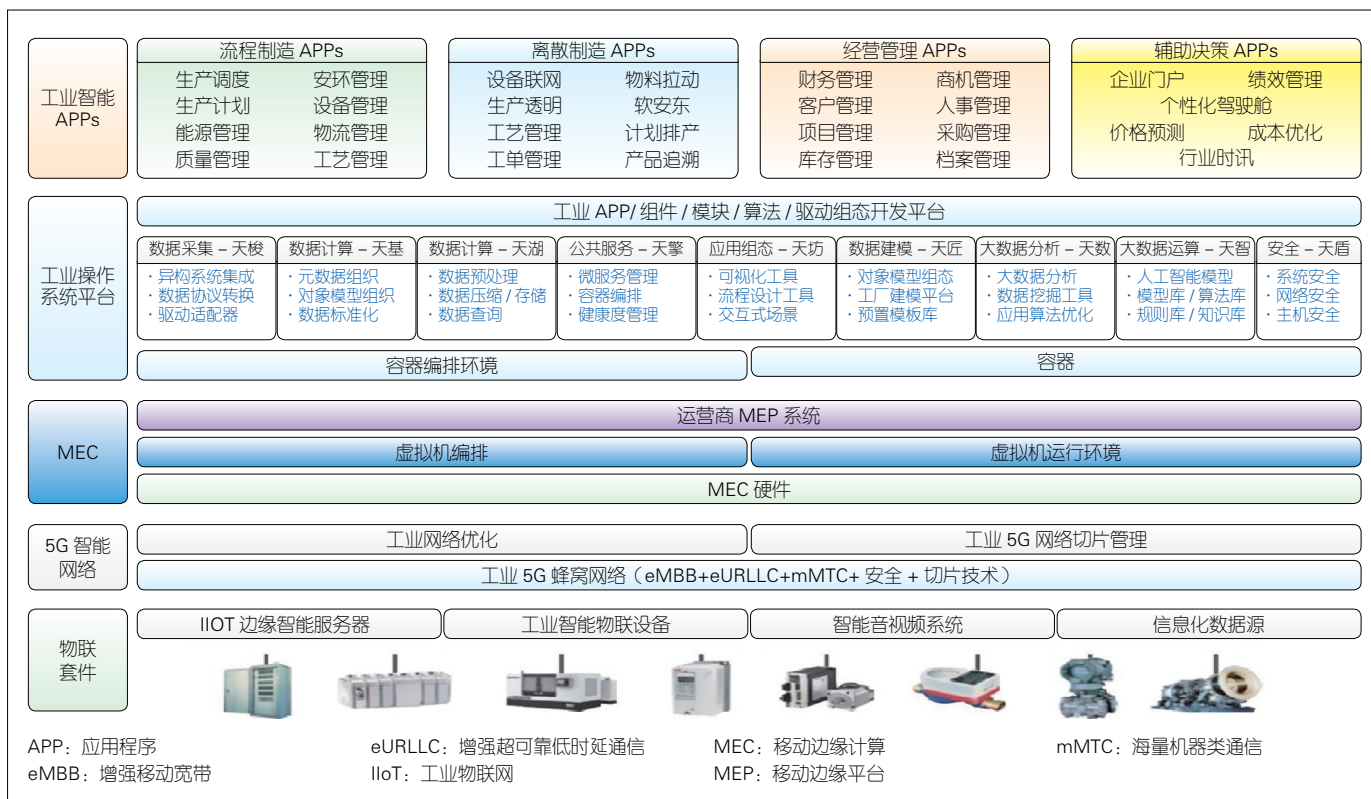 工业智能
APPs
流程制造 APPs
生产调度 安环管理
生产计划 设备管理
能源管理 物流管理
质量管理 工艺管理
离散制造 APPs
设备联网 物料拉动
生产透明 软安东
工艺管理 计划排产
工单管理 产品追溯
经营管理 APPs
财务管理 商机管理
客户管理 人事管理
项目管理 采购管理
库存管理 档案管理
辅助决策 APPs
企业门户 绩效管理
个性化驾驶舱
价格预测 成本优化
行业时讯
工业操作
系统平台
工业 APP/ 组件 / 模块 / 算法 / 驱动组态开发平台
数据采集 – 天梭
· 异构系统集成
· 数据协议转换
· 驱动适配器
数据计算 – 天基
· 元数据组织
· 对象模型组织
· 数据标准化
数据计算 – 天湖
· 数据预处理
· 数据压缩 / 存储
· 数据查询
公共服务 – 天擎
· 微服务管理
· 容器编排
· 健康度管理
应用组态 – 天坊
· 可视化工具
· 流程设计工具
· 交互式场景
数据建模 – 天匠
· 对象模型组态
· 工厂建模平台
· 预置模板库
大数据分析 – 天数
· 大数据分析
· 数据挖掘工具
· 应用算法优化
大数据运算 – 天智
· 人工智能模型
· 模型库 / 算法库
· 规则库 / 知识库
安全 – 天盾
· 系统安全
· 网络安全
· 主机安全
容器编排环境
容器
MEC
运营商 MEP 系统
虚拟机编排
虚拟机运行环境
MEC 硬件
5G 智能
网络
工业网络优化
工业 5G 网络切片管理
工业 5G 蜂窝网络（eMBB+eURLLC+mMTC+ 安全 + 切片技术）
物联
套件
IIOT 边缘智能服务器
工业智能物联设备
智能音视频系统
信息化数据源
APP：应用程序 eURLLC：增强超可靠低时延通信 MEC：移动边缘计算 mMTC：海量机器类通信
eMBB：增强移动宽带 IIoT：工业物联网 MEP：移动边缘平台